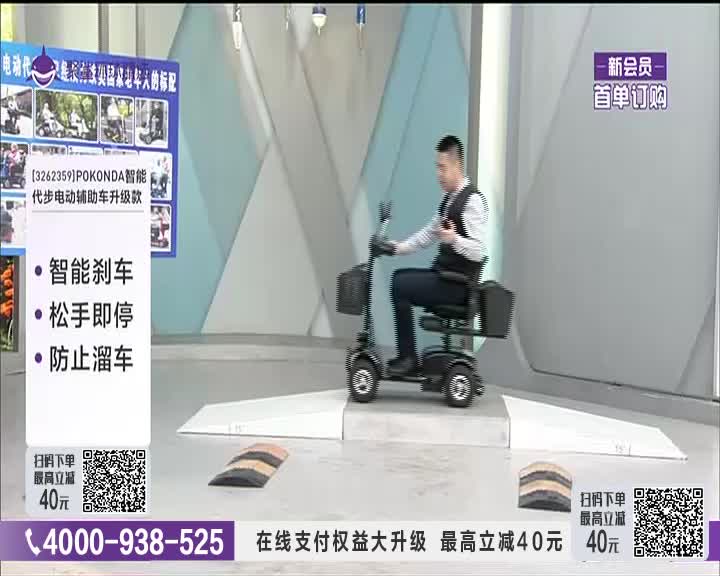 新会员
首单订购
[3262359]POKONDA智能
代步电动辅助车升级款
• 智能刹车
• 松手即停
• 防止溜车
扫码下单
最高立减
40元
扫码下单
最高立减
40元
4000-938-525
在线支付权益大升级 最高立减40元